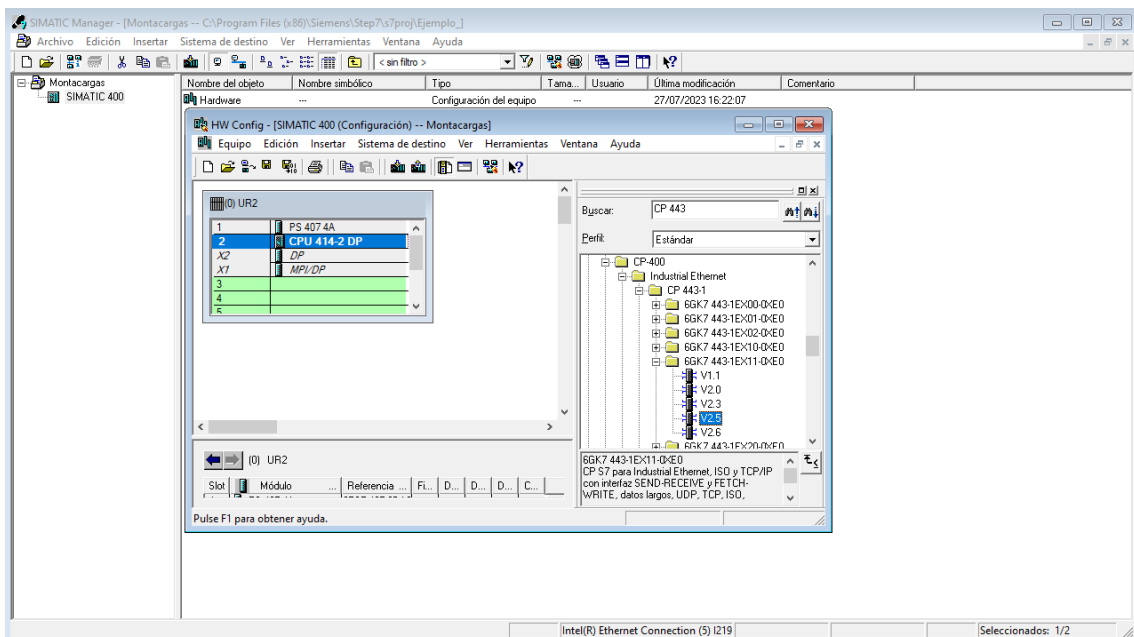 SIMATIC Manager - [Montacargas -- C:\Program Files (x86)\Siemens\Step7\s7proj\Ejemplo_]
Archivo Edición Insertar Sistema de destino Ver Herramientas Ventana Ayuda
< sin filtro >
Montacargas
SIMATIC 400
Nombre del objeto Nombre simbólico Tipo Tama... Usuario Última modificación Comentario
Hardware --- Configuración del equipo --- 27/07/2023 16:22:07
HW Config - [SIMATIC 400 (Configuración) -- Montacargas]
Equipo Edición Insertar Sistema de destino Ver Herramientas Ventana Ayuda
(0) UR2
1 PS 407 4A
2 CPU 414-2 DP
X2 DP
X1 MPI/DP
3
4
5
Buscar: CP 443
Perfil: Estándar
CP-400
Industrial Ethernet
CP 443-1
6GK7 443-1EX00-0XE0
6GK7 443-1EX01-0XE0
6GK7 443-1EX02-0XE0
6GK7 443-1EX10-0XE0
6GK7 443-1EX11-0XE0
V1.1
V2.0
V2.3
V2.5
V2.6
6GK7 443-1EX20-0XE0
(0) UR2
Slot Módulo ... Referencia ... Fi... D... D... D... C...
6GK7 443-1EX11-0XE0
CP S7 para Industrial Ethernet, ISO y TCP/IP
con interfaz SEND-RECEIVE y FETCH-
WRITE, datos largos, UDP, TCP, ISO,
Pulse F1 para obtener ayuda.
Intel(R) Ethernet Connection (5) I219
Seleccionados: 1/2